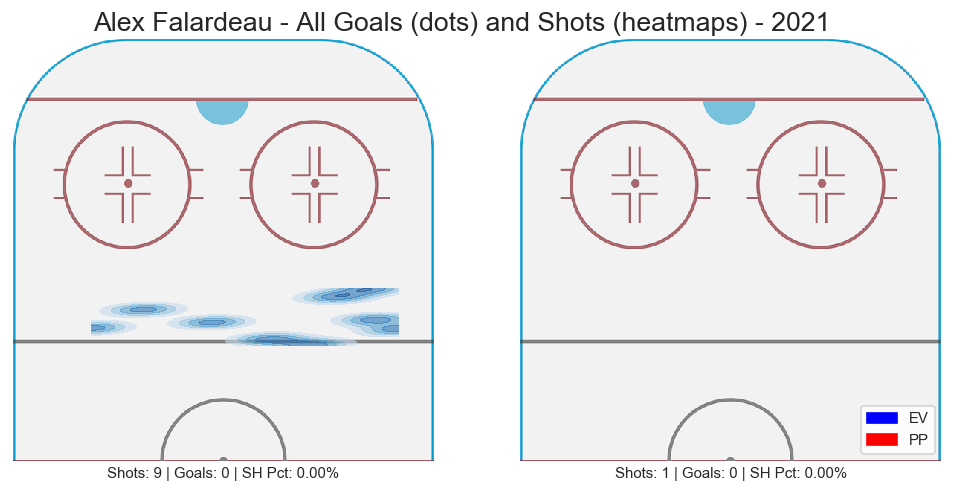 Alex Falardeau - All Goals (dots) and Shots (heatmaps) - 2021
EV
PP
Shots: 9 | Goals: 0 | SH Pct: 0.00%
Shots: 1 | Goals: 0 | SH Pct: 0.00%